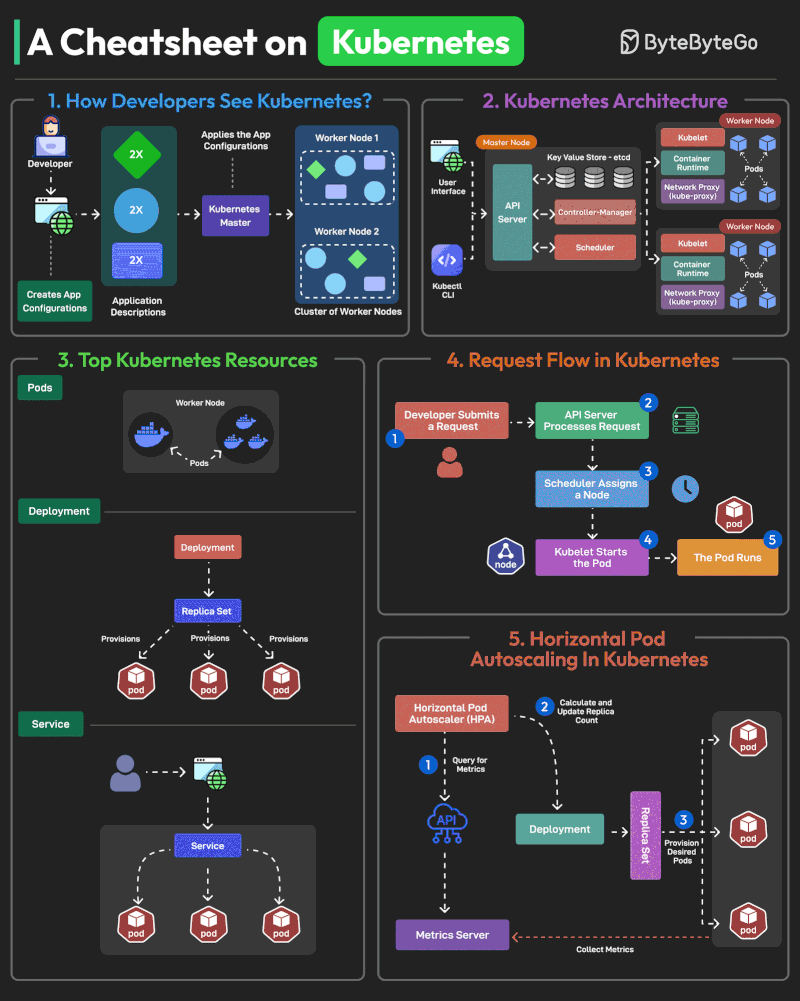 A Cheatsheet on Kubernetes
ByteByteGo
1. How Developers See Kubernetes?
Developer
Creates App
Configurations
2X
2X
2X
Application
Descriptions
Applies the App
Configurations
Kubernetes
Master
Worker Node 1
Worker Node 2
Cluster of Worker Nodes
2. Kubernetes Architecture
User
Interface
Kubectl
CLI
Master Node
API
Server
Key Value Store - etcd
Controller-Manager
Scheduler
Worker Node
Kubelet
Container
Runtime
Network Proxy
(kube-proxy)
Pods
Worker Node
Kubelet
Container
Runtime
Network Proxy
(kube-proxy)
Pods
3. Top Kubernetes Resources
Pods
Worker Node
Pods
Deployment
Deployment
Replica Set
Provisions
Provisions
Provisions
pod
pod
pod
Service
Service
pod
pod
pod
4. Request Flow in Kubernetes
1
Developer Submits
a Request
2
API Server
Processes Request
3
Scheduler Assigns
a Node
node
4
Kubelet Starts
the Pod
pod
5
The Pod Runs
5. Horizontal Pod
Autoscaling In Kubernetes
Horizontal Pod
Autoscaler (HPA)
1
Query for
Metrics
API
Metrics Server
2
Calculate and
Update Replica
Count
Deployment
Replica Set
3
Provision
Desired
Pods
pod
pod
pod
Collect Metrics